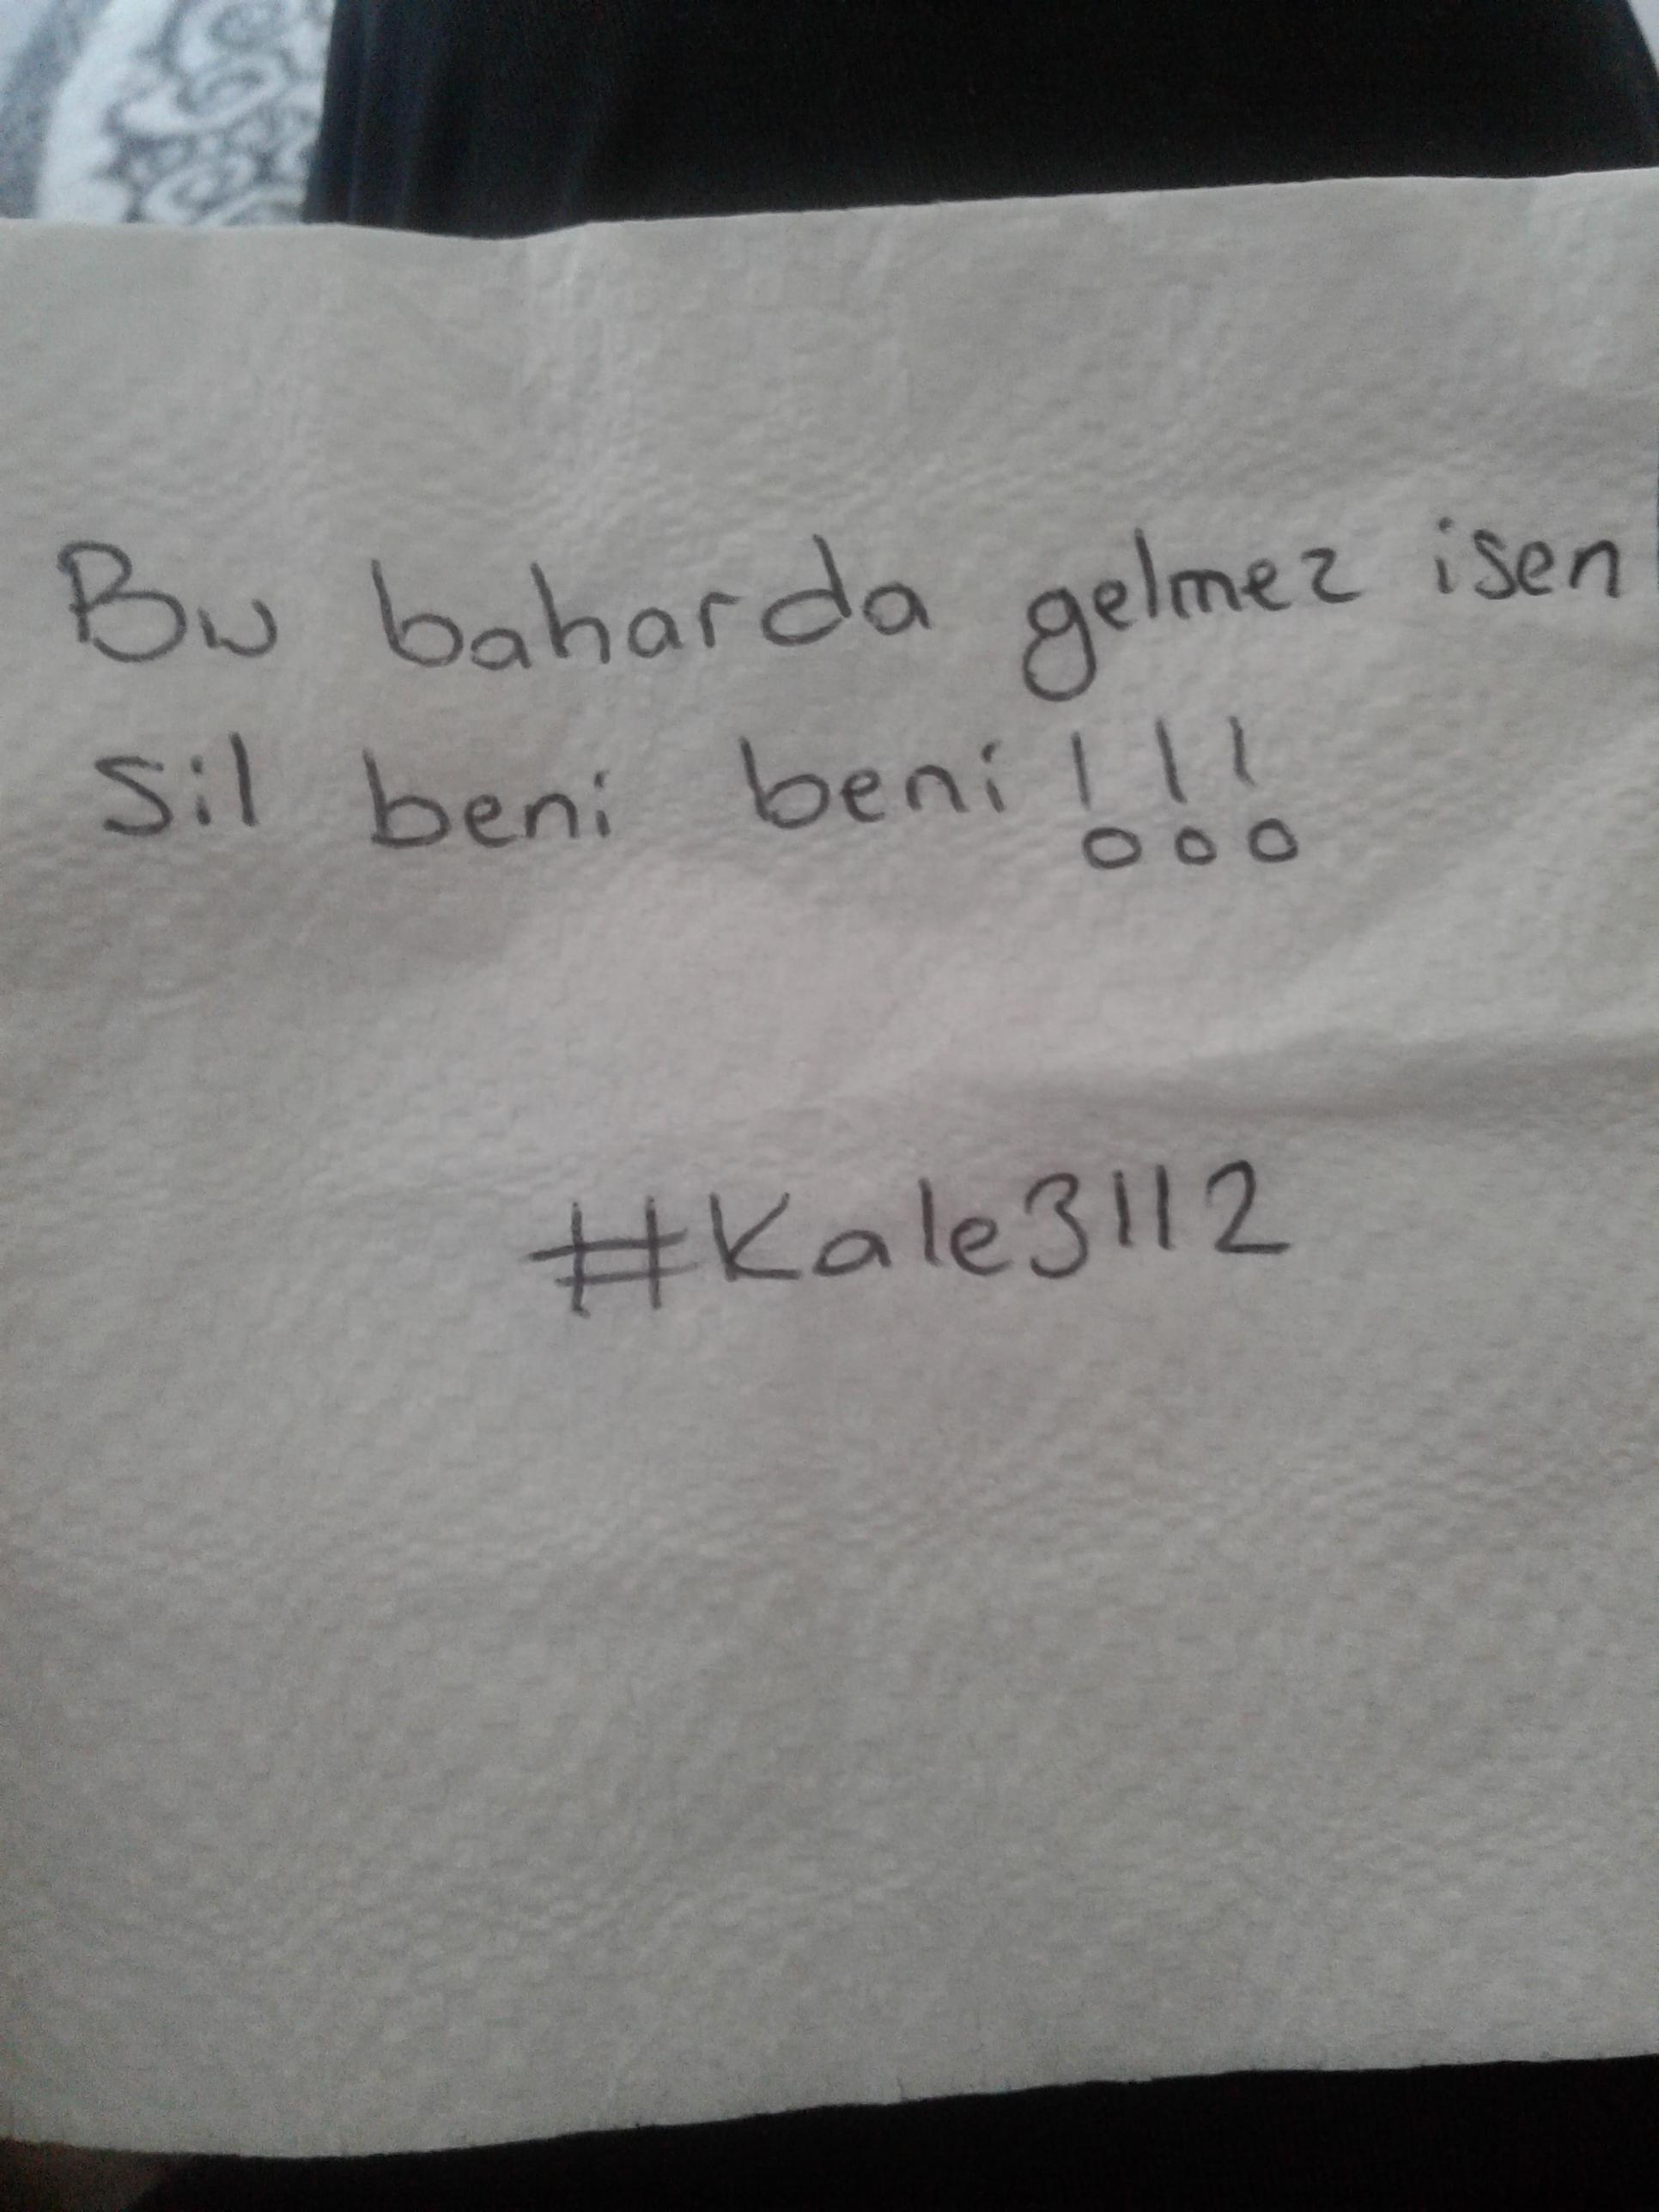 Bu baharda gelmez isen
Sil beni beni!!!
#Kale3112